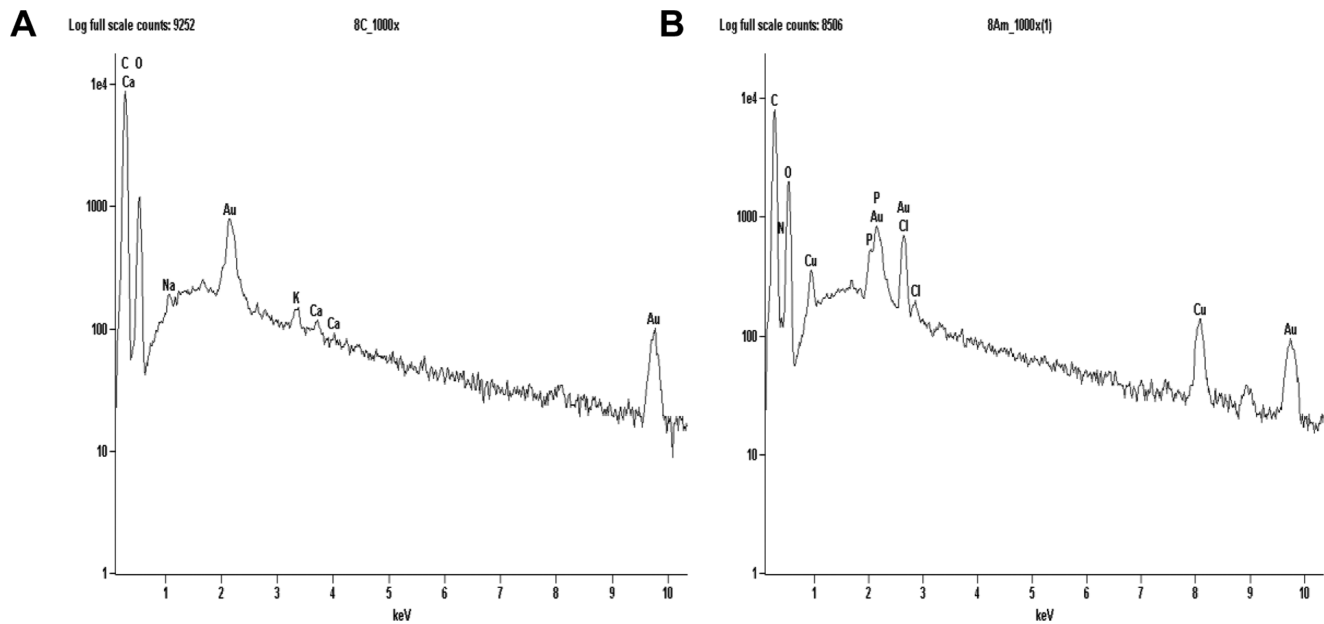 A
Log full scale counts: 9252
8C_1000x
C O
Ca
1e4
1000
Au
Na
K
Ca
Ca
100
Au
10
1
1 2 3 4 5 6 7 8 9 10
keV
B
Log full scale counts: 8506
8Am_1000x(1)
1e4
C
O
P
Au
1000
N
Au
Cl
P
Cu
Cl
Cu
100
Au
10
1
1 2 3 4 5 6 7 8 9 10
keV